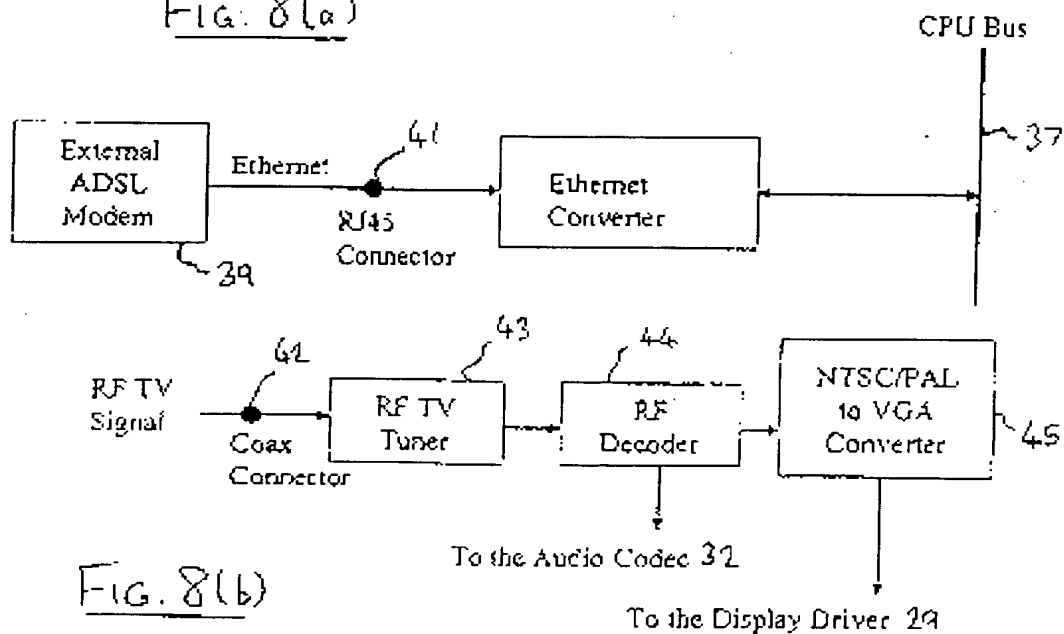 FIG. 8(a)
CPU Bus
External
ADSL
Modem
Ethernet
41
RJ45
Connector
Ethernet
Converter
37
39
RF TV
Signal
42
Coax
Connector
43
RF TV
Tuner
44
RF
Decoder
NTSC/PAL
to VGA
Converter
45
To the Audio Codec 32
FIG. 8(b)
To the Display Driver 29